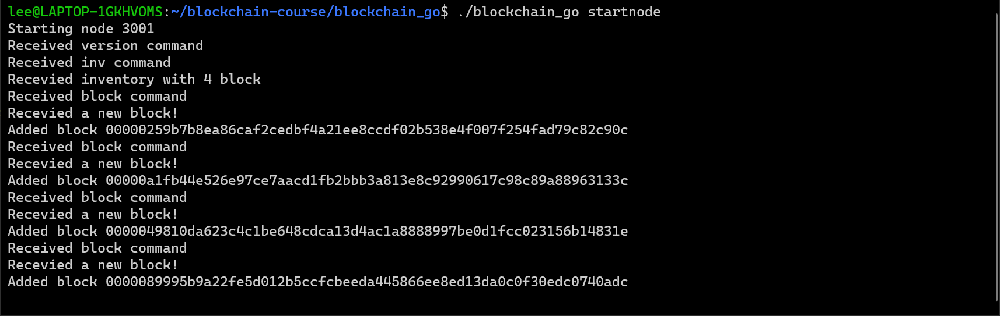 lee@LAPTOP-1GKHVOMS:~/blockchain-course/blockchain_go$ ./blockchain_go startnode
Starting node 3001
Received version command
Received inv command
Recevied inventory with 4 block
Received block command
Recevied a new block!
Added block 00000259b7b8ea86caf2cedbf4a21ee8ccdf02b538e4f007f254fad79c82c90c
Received block command
Recevied a new block!
Added block 00000a1fb44e526e97ce7aacd1fb2bbb3a813e8c92990617c98c89a88963133c
Received block command
Recevied a new block!
Added block 0000049810da623c4c1be648cdca13d4ac1a8888997be0d1fcc023156b14831e
Received block command
Recevied a new block!
Added block 0000089995b9a22fe5d012b5ccfcbeeda445866ee8ed13da0c0f30edc0740adc